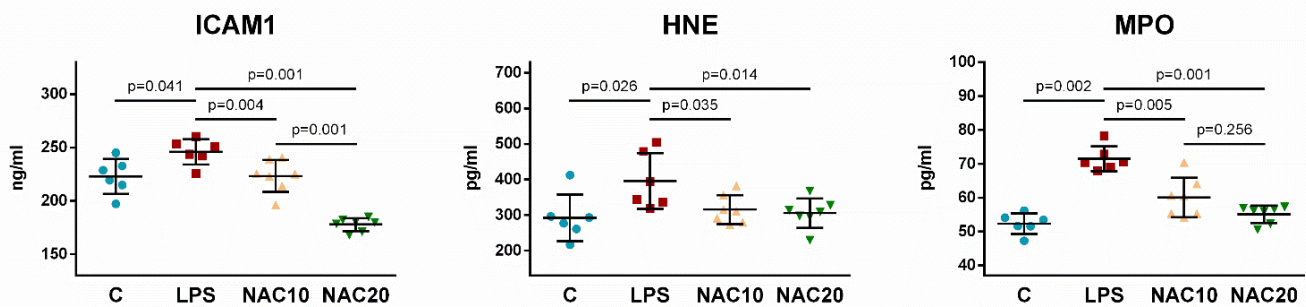 ICAM1
ng/ml
300
250
200
150
p=0.041
p=0.001
p=0.004
p=0.001
C LPS NAC10 NAC20
HNE
pg/ml
700
600
500
400
300
200
p=0.026
p=0.014
p=0.035
C LPS NAC10 NAC20
MPO
pg/ml
100
90
80
70
60
50
40
p=0.002
p=0.001
p=0.005
p=0.256
C LPS NAC10 NAC20